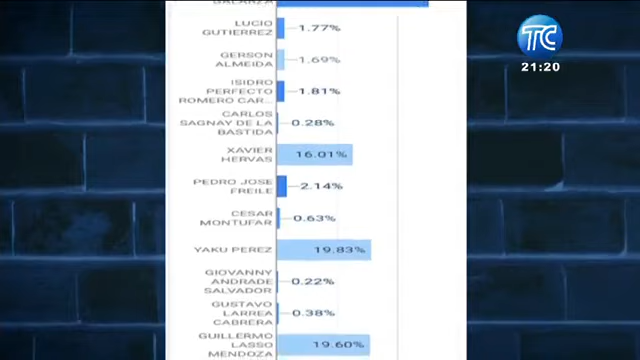 GALARZA
LUCIO
GUTIERREZ
1.77%
GERSON
ALMEIDA
1.69%
ISIDRO
PERFECTO
ROMERO CAR...
1.81%
CARLOS
SAGNAY DE LA
BASTIDA
0.28%
XAVIER
HERVAS
16.01%
PEDRO JOSE
FREILE
2.14%
CESAR
MONTUFAR
0.63%
YAKU PEREZ
19.83%
GIOVANNY
ANDRADE
SALVADOR
0.22%
GUSTAVO
LARREA
CABRERA
0.38%
GUILLERMO
LASSO
MENDOZA
19.60%
TC
21:20